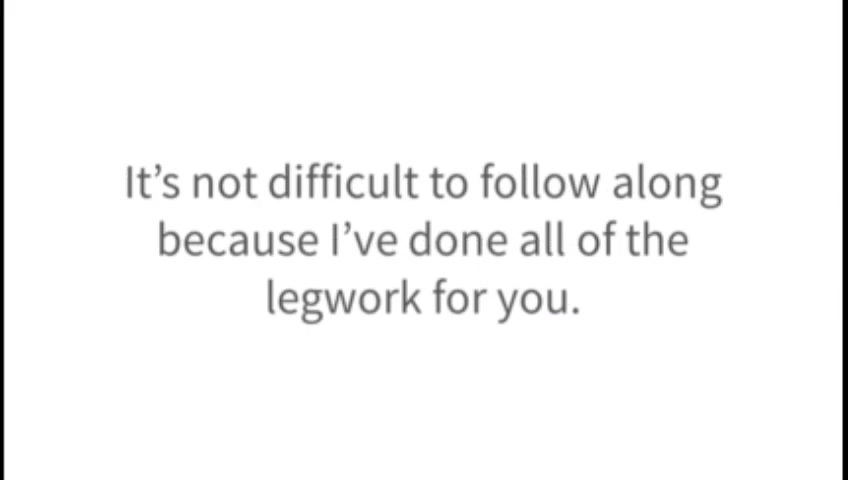 It’s not difficult to follow along
because I’ve done all of the
legwork for you.